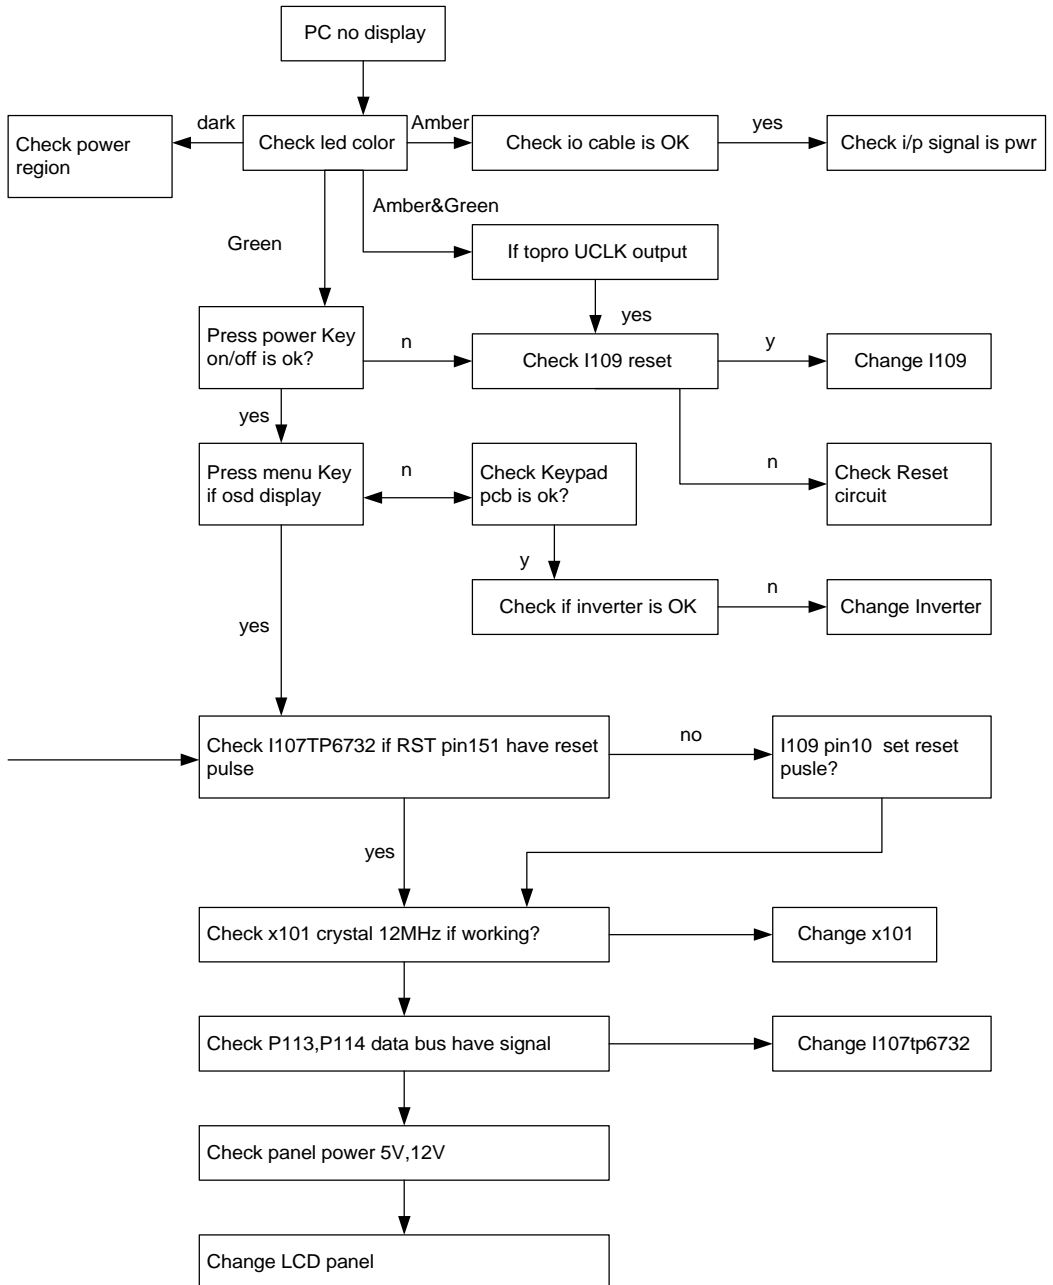 PC no display
dark
Amber
yes
Check power
region
Check led color
Check io cable is OK
Check i/p signal is pwr
Amber&Green
Green
If topro UCLK output
yes
Press power Key
on/off is ok?
n
Check I109 reset
y
Change I109
yes
Press menu Key
if osd display
n
Check Keypad
pcb is ok?
n
Check Reset
circuit
y
Check if inverter is OK
n
Change Inverter
yes
Check I107TP6732 if RST pin151 have reset
pulse
no
I109 pin10 set reset
pusle?
yes
Check x101 crystal 12MHz if working?
Change x101
Check P113,P114 data bus have signal
Change I107tp6732
Check panel power 5V,12V
Change LCD panel